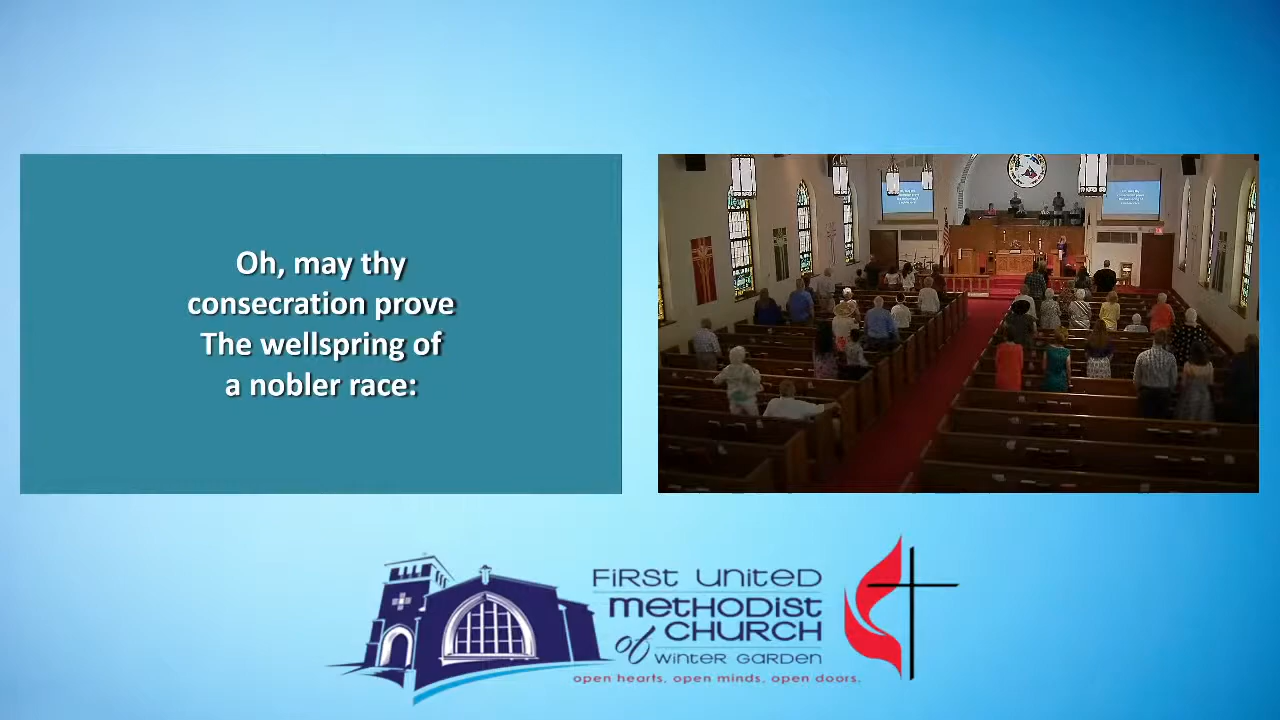 Oh, may thy
consecration prove
The wellspring of
a nobler race:
FIRST UNITED
METHODIST
of CHURCH
WINTER GARDEN
open hearts. open minds. open doors.